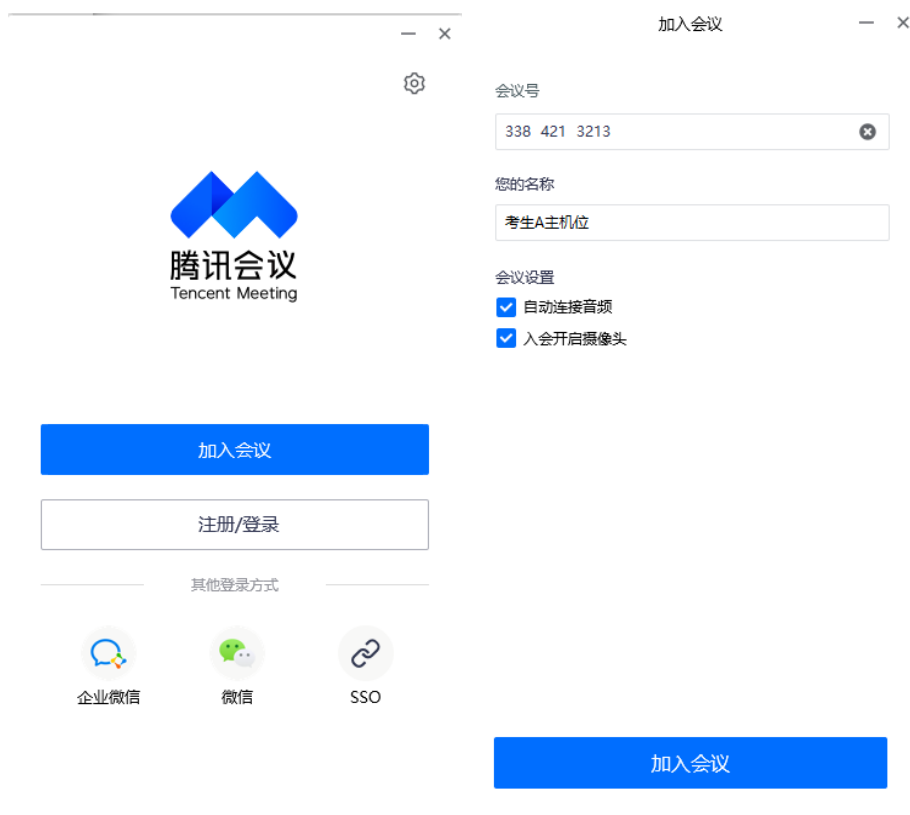 腾讯会议
Tencent Meeting
加入会议
注册/登录
其他登录方式
企业微信
微信
SSO
加入会议
会议号
338 421 3213
您的名称
考生A主机位
会议设置
自动连接音频
入会开启摄像头
加入会议